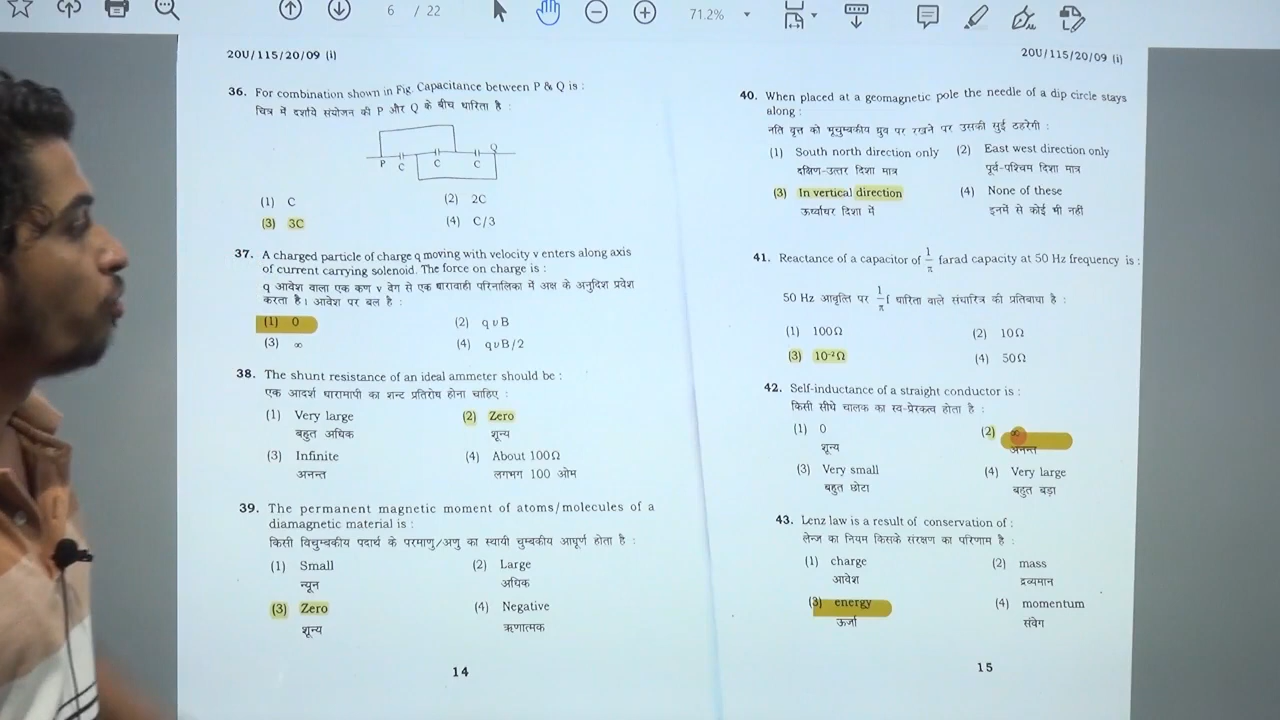 6 / 22
71.2%
20U/115/20/09 (i)
36. For combination shown in Fig. Capacitance between P & Q is :
चित्र में दर्शाये संयोजन की P और Q के बीच धारिता है :
P C C C Q
(1) C (2) 2C
(3) 3C (4) C/3
37. A charged particle of charge q moving with velocity v enters along axis
of current carrying solenoid. The force on charge is :
q आवेश वाला एक कण v वेग से एक धारावाही परिनालिका में अक्ष के अनुदिश प्रवेश
करता है। आवेश पर बल है :
(1) 0 (2) qvB
(3) ∞ (4) qvB/2
38. The shunt resistance of an ideal ammeter should be :
एक आदर्श धारामापी का शन्ट प्रतिरोध होना चाहिए :
(1) Very large (2) Zero
बहुत अधिक शून्य
(3) Infinite (4) About 100Ω
अनन्त लगभग 100 ओम
39. The permanent magnetic moment of atoms/molecules of a
diamagnetic material is :
किसी विचुम्बकीय पदार्थ के परमाणु/अणु का स्थायी चुम्बकीय आघूर्ण होता है :
(1) Small (2) Large
न्यून अधिक
(3) Zero (4) Negative
शून्य ऋणात्मक
14
20U/115/20/09 (i)
40. When placed at a geomagnetic pole the needle of a dip circle stays
along :
नति वृत्त को भूचुम्बकीय ध्रुव पर रखने पर उसकी सुई ठहरेगी :
(1) South north direction only (2) East west direction only
दक्षिण-उत्तर दिशा मात्र पूर्व-पश्चिम दिशा मात्र
(3) In vertical direction (4) None of these
ऊर्ध्वाधर दिशा में इनमें से कोई भी नहीं
41. Reactance of a capacitor of 1/π farad capacity at 50 Hz frequency is :
50 Hz आवृत्ति पर 1/π f धारिता वाले संधारित्र की प्रतिबाधा है :
(1) 100Ω (2) 10Ω
(3) 10⁻²Ω (4) 50Ω
42. Self-inductance of a straight conductor is :
किसी सीधे चालक का स्व-प्रेरकत्व होता है :
(1) 0 (2) ∞
शून्य अनन्त
(3) Very small (4) Very large
बहुत छोटा बहुत बड़ा
43. Lenz law is a result of conservation of :
लेन्ज का नियम किसके संरक्षण का परिणाम है :
(1) charge (2) mass
आवेश द्रव्यमान
(3) energy (4) momentum
ऊर्जा संवेग
15